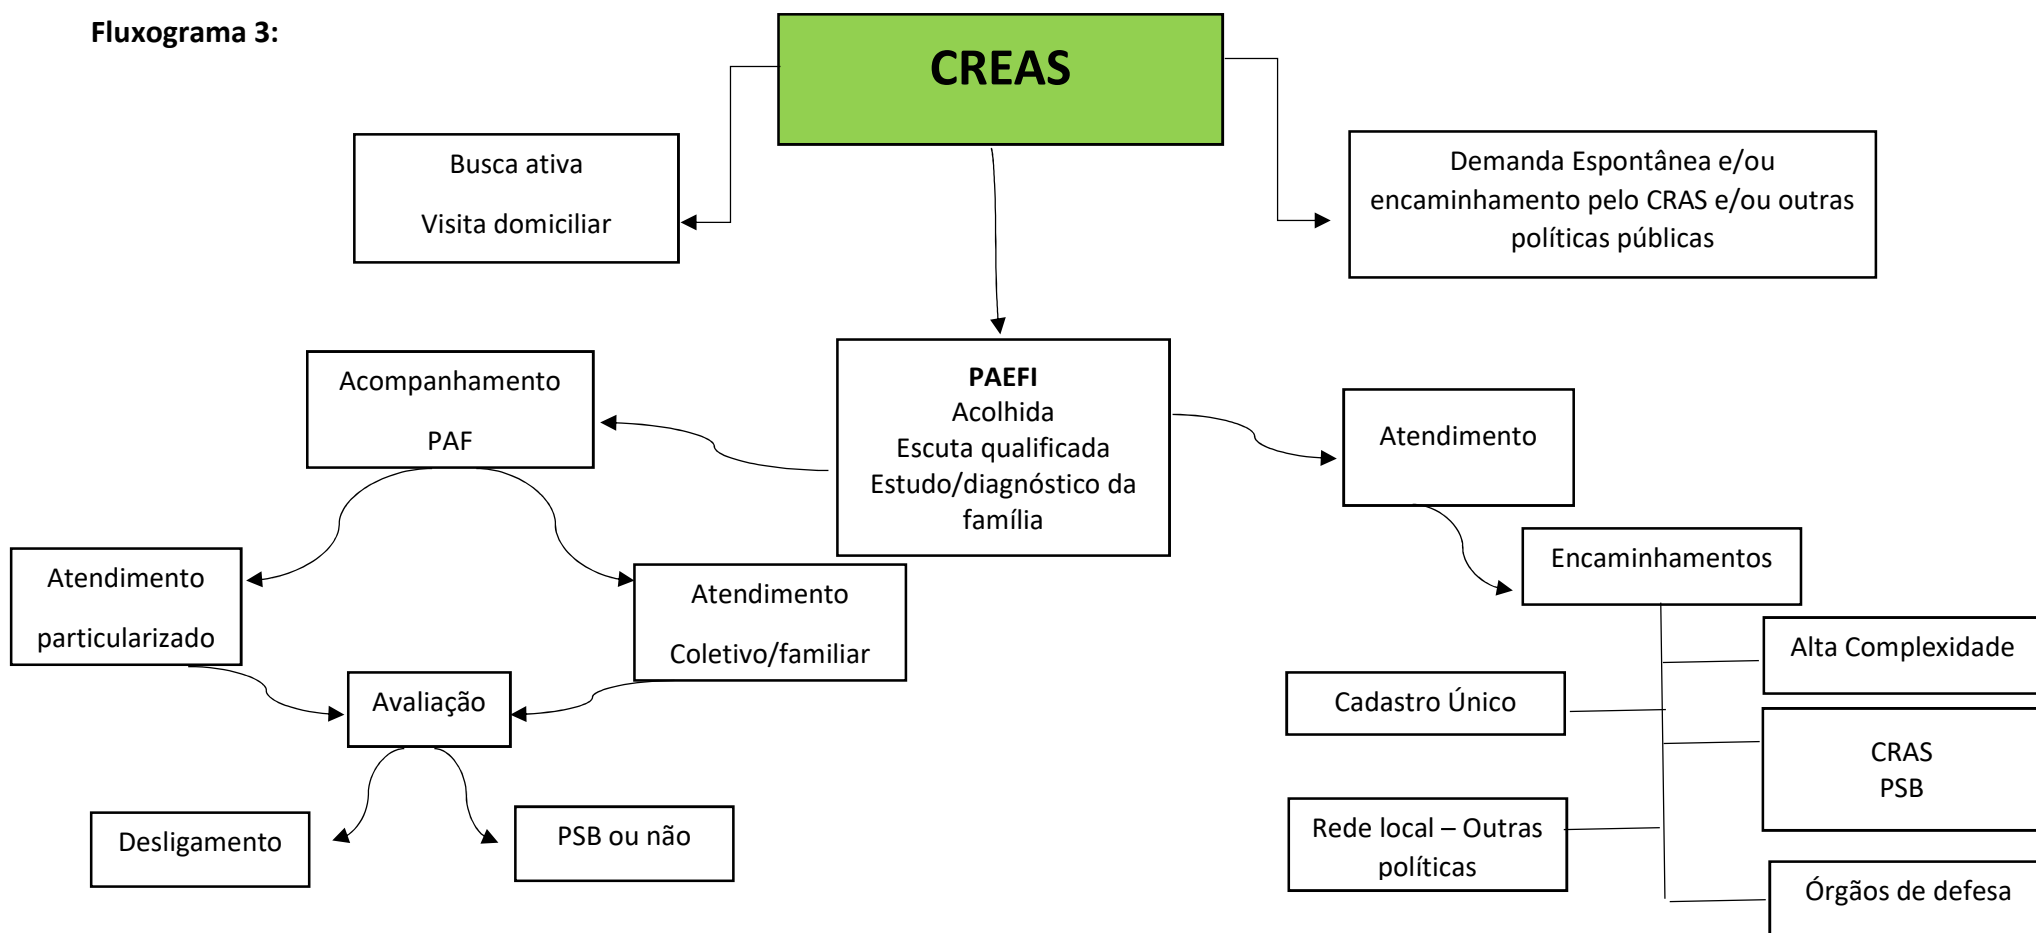 Fluxograma 3:
CREAS
Busca ativa
Visita domiciliar
Demanda Espontânea e/ou
encaminhamento pelo CRAS e/ou outras
políticas públicas
PAEFI
Acolhida
Escuta qualificada
Estudo/diagnóstico da
família
Acompanhamento
PAF
Atendimento
Atendimento
particularizado
Atendimento
Coletivo/familiar
Encaminhamentos
Avaliação
Alta Complexidade
Cadastro Único
CRAS
PSB
Desligamento
PSB ou não
Rede local – Outras
políticas
Órgãos de defesa